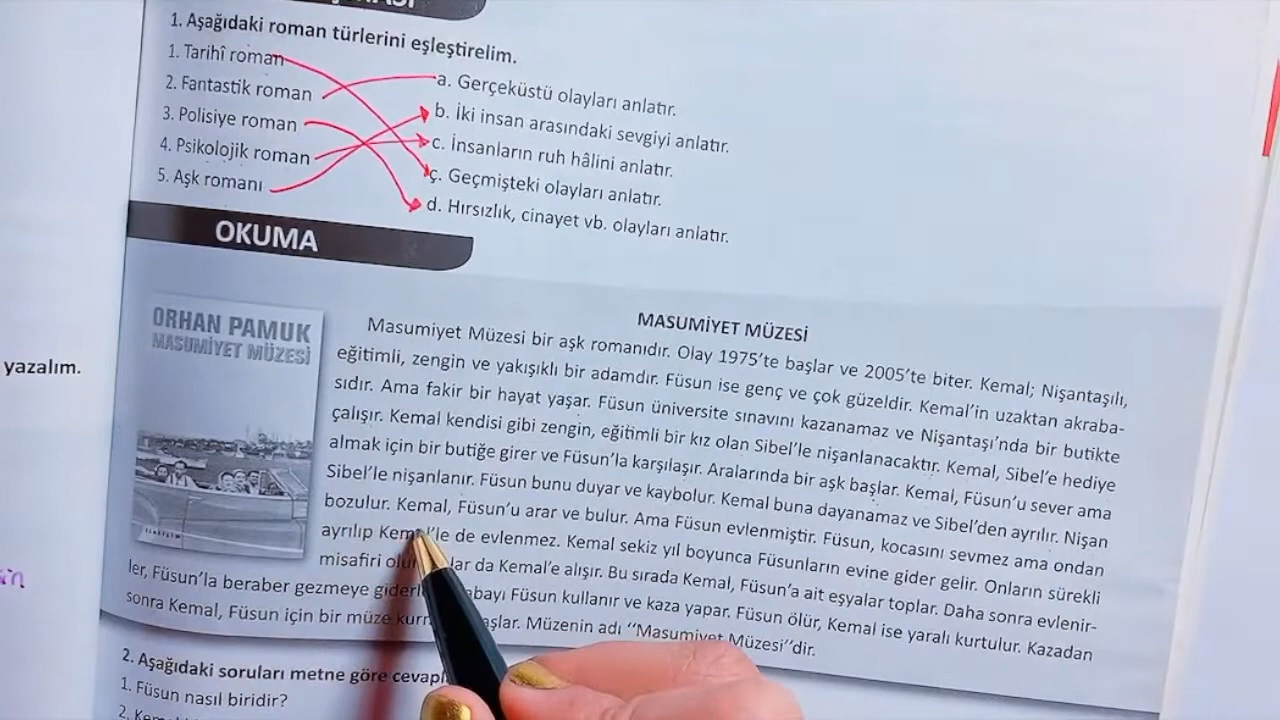 1. Aşağıdaki roman türlerini eşleştirelim.
1. Tarihî roman
2. Fantastik roman
3. Polisiye roman
4. Psikolojik roman
5. Aşk romanı
a. Gerçeküstü olayları anlatır.
b. İki insan arasındaki sevgiyi anlatır.
c. İnsanların ruh hâlini anlatır.
ç. Geçmişteki olayları anlatır.
d. Hırsızlık, cinayet vb. olayları anlatır.
OKUMA
ORHAN PAMUK
MASUMİYET MÜZESİ
MASUMİYET MÜZESİ
Masumiyet Müzesi bir aşk romanıdır. Olay 1975'te başlar ve 2005'te biter. Kemal; Nişantaşılı,
eğitimli, zengin ve yakışıklı bir adamdır. Füsun ise genç ve çok güzeldir. Kemal'in uzaktan akraba-
sıdır. Ama fakir bir hayat yaşar. Füsun üniversite sınavını kazanamaz ve Nişantaşı'nda bir butikte
çalışır. Kemal kendisi gibi zengin, eğitimli bir kız olan Sibel'le nişanlanacaktır. Kemal, Sibel'e hediye
almak için bir butiğe girer ve Füsun'la karşılaşır. Aralarında bir aşk başlar. Kemal, Füsun'u sever ama
Sibel'le nişanlanır. Füsun bunu duyar ve kaybolur. Kemal buna dayanamaz ve Sibel'den ayrılır. Nişan
bozulur. Kemal, Füsun'u arar ve bulur. Ama Füsun evlenmiştir. Füsun, kocasını sevmez ama ondan
ayrılıp Kemal'le de evlenmez. Kemal sekiz yıl boyunca Füsunların evine gider gelir. Onların sürekli
misafiri da Kemal'e alışır. Bu sırada Kemal, Füsun'a ait eşyalar toplar. Daha sonra evlenir-
ler, Füsun'la beraber gezmeye Füsun kullanır ve kaza yapar. Füsun ölür, Kemal ise yaralı kurtulur. Kazadan
sonra Kemal, Füsun için bir müze Müzenin adı "Masumiyet Müzesi"dir.
2. Aşağıdaki soruları metne göre
1. Füsun nasıl biridir?
2.
yazalım.